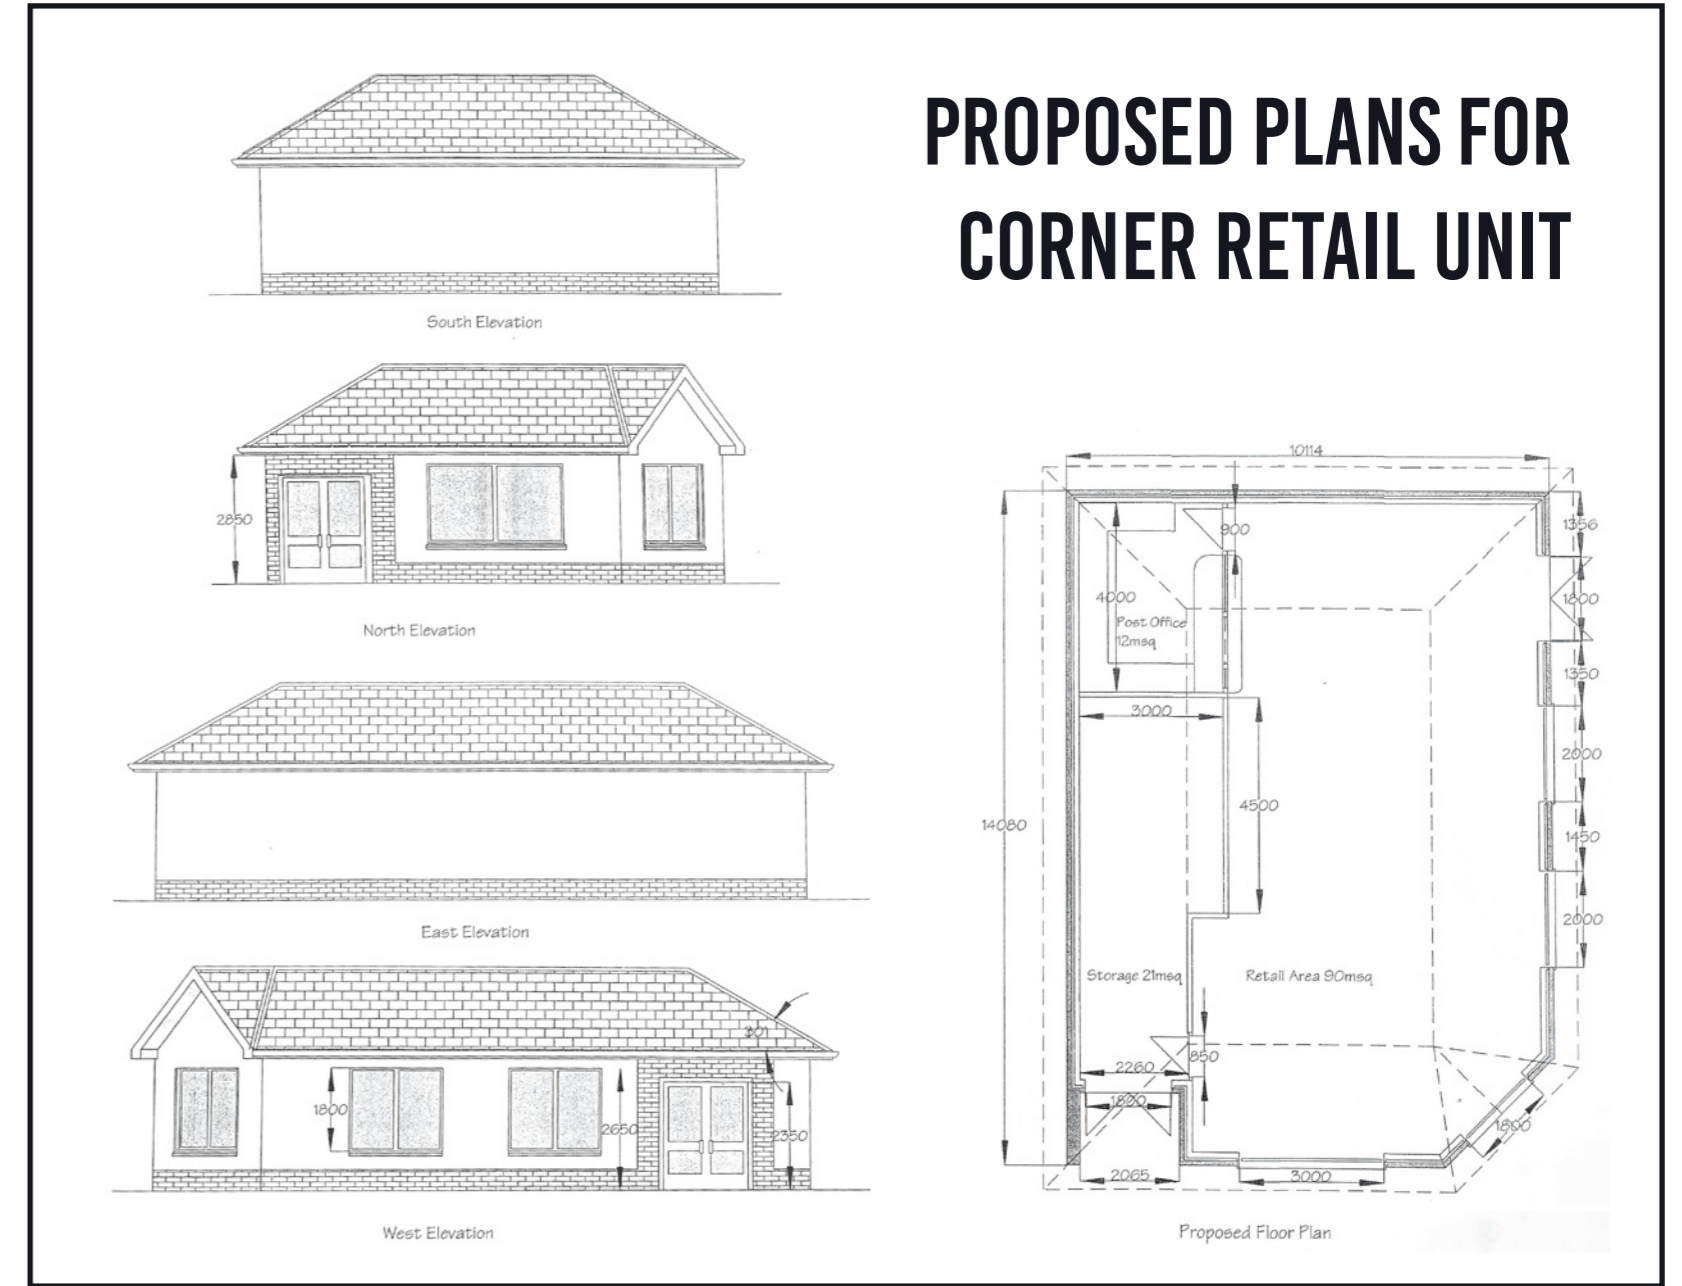 PROPOSED PLANS FOR
CORNER RETAIL UNIT
South Elevation
2850
North Elevation
East Elevation
301
1800
2650
2350
West Elevation
10114
900
1356
4000
1800
Post Office
12msq
1350
3000
2000
4500
14080
1450
2000
Storage 21msq
Retail Area 90msq
850
2260
1800
1800
2065
3000
Proposed Floor Plan